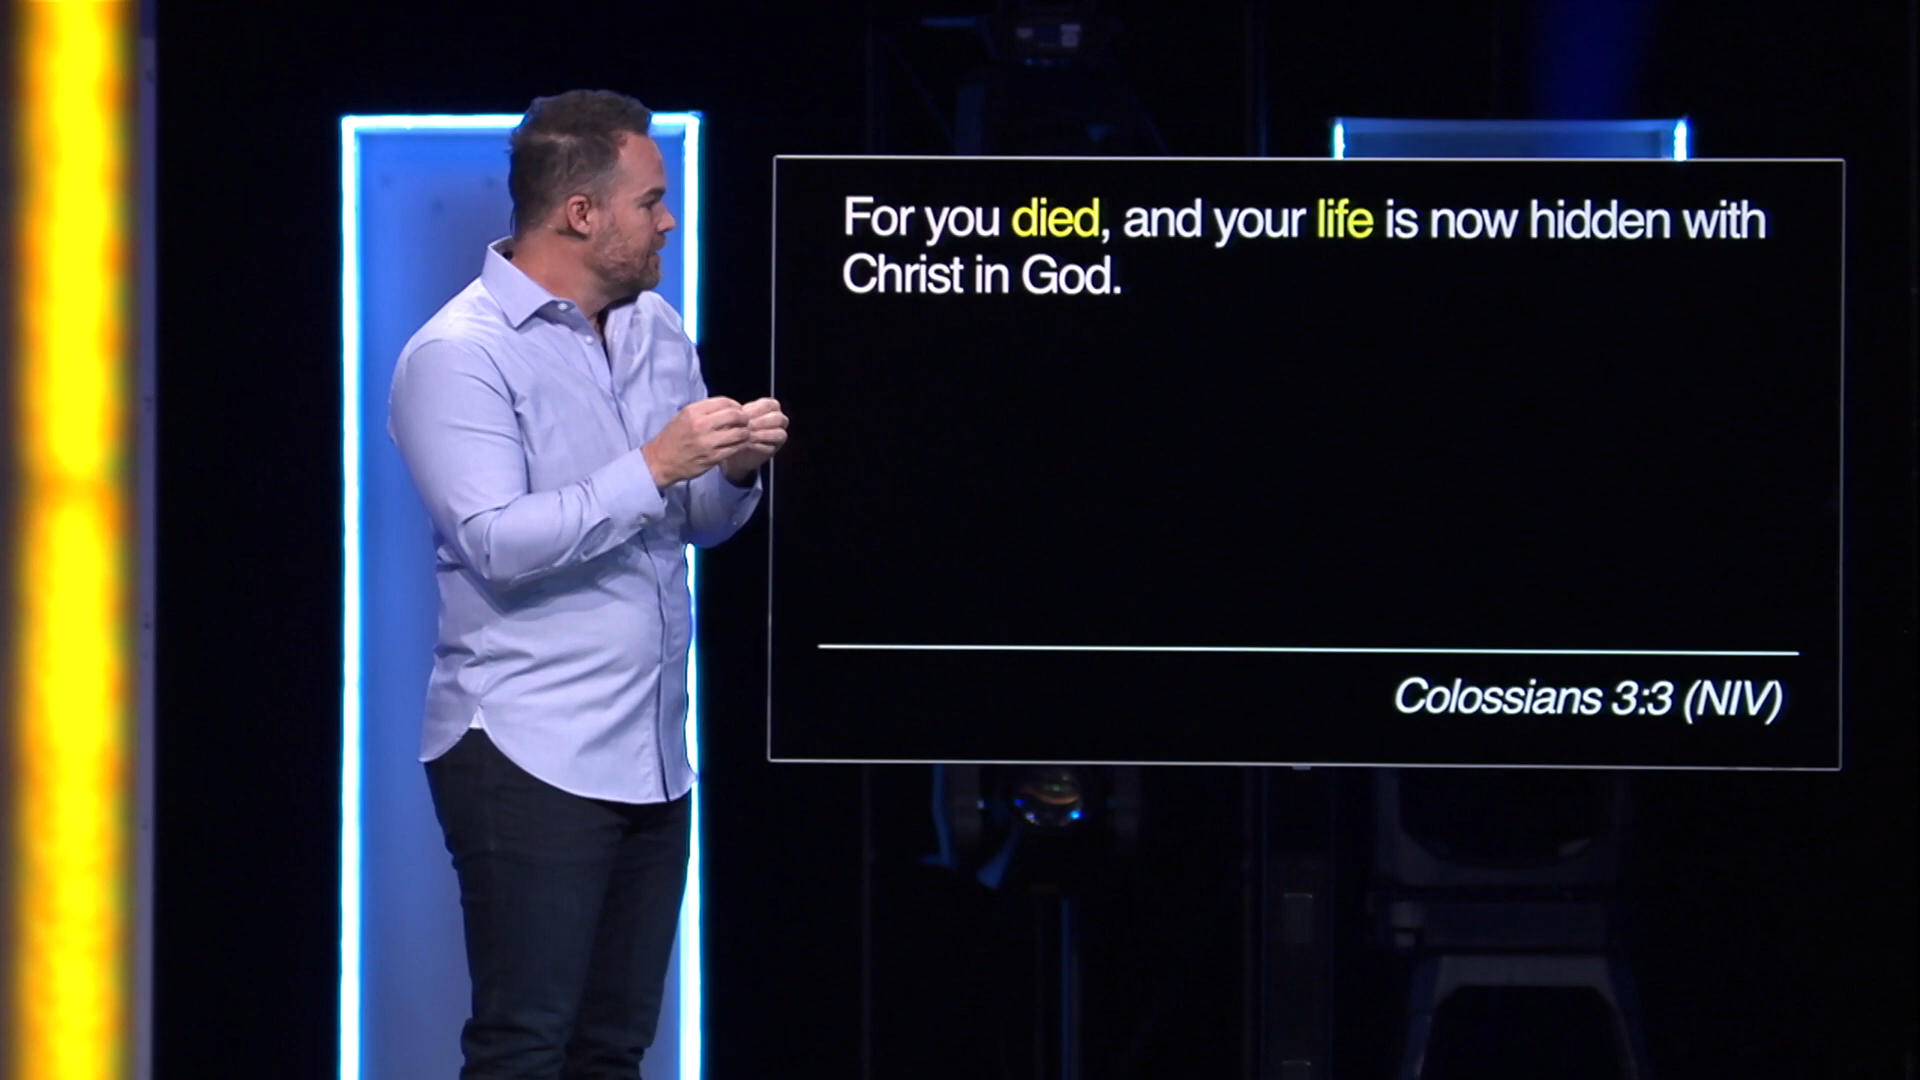 For you died, and your life is now hidden with
Christ in God.
Colossians 3:3 (NIV)